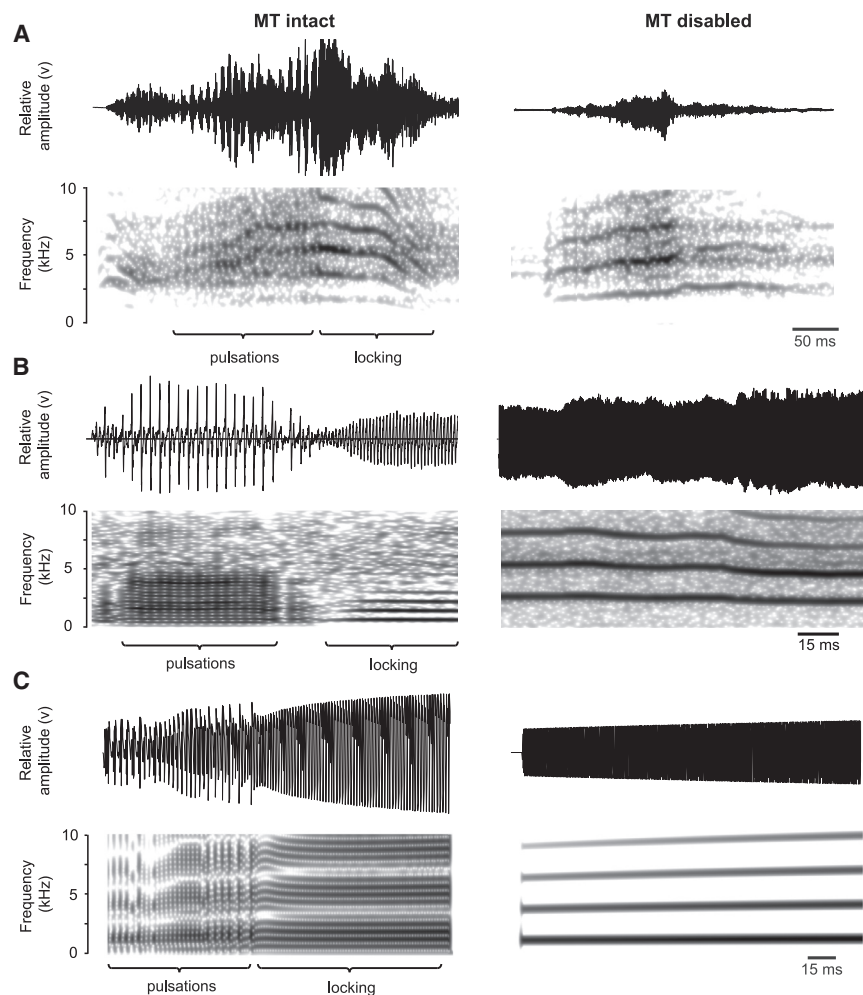 MT intact
MT disabled
A
Relative
amplitude (v)
Frequency
(kHz)
10
5
0
pulsations
locking
50 ms
B
Relative
amplitude (v)
Frequency
(kHz)
10
5
0
pulsations
locking
15 ms
C
Relative
amplitude (v)
Frequency
(kHz)
10
5
0
pulsations
locking
15 ms